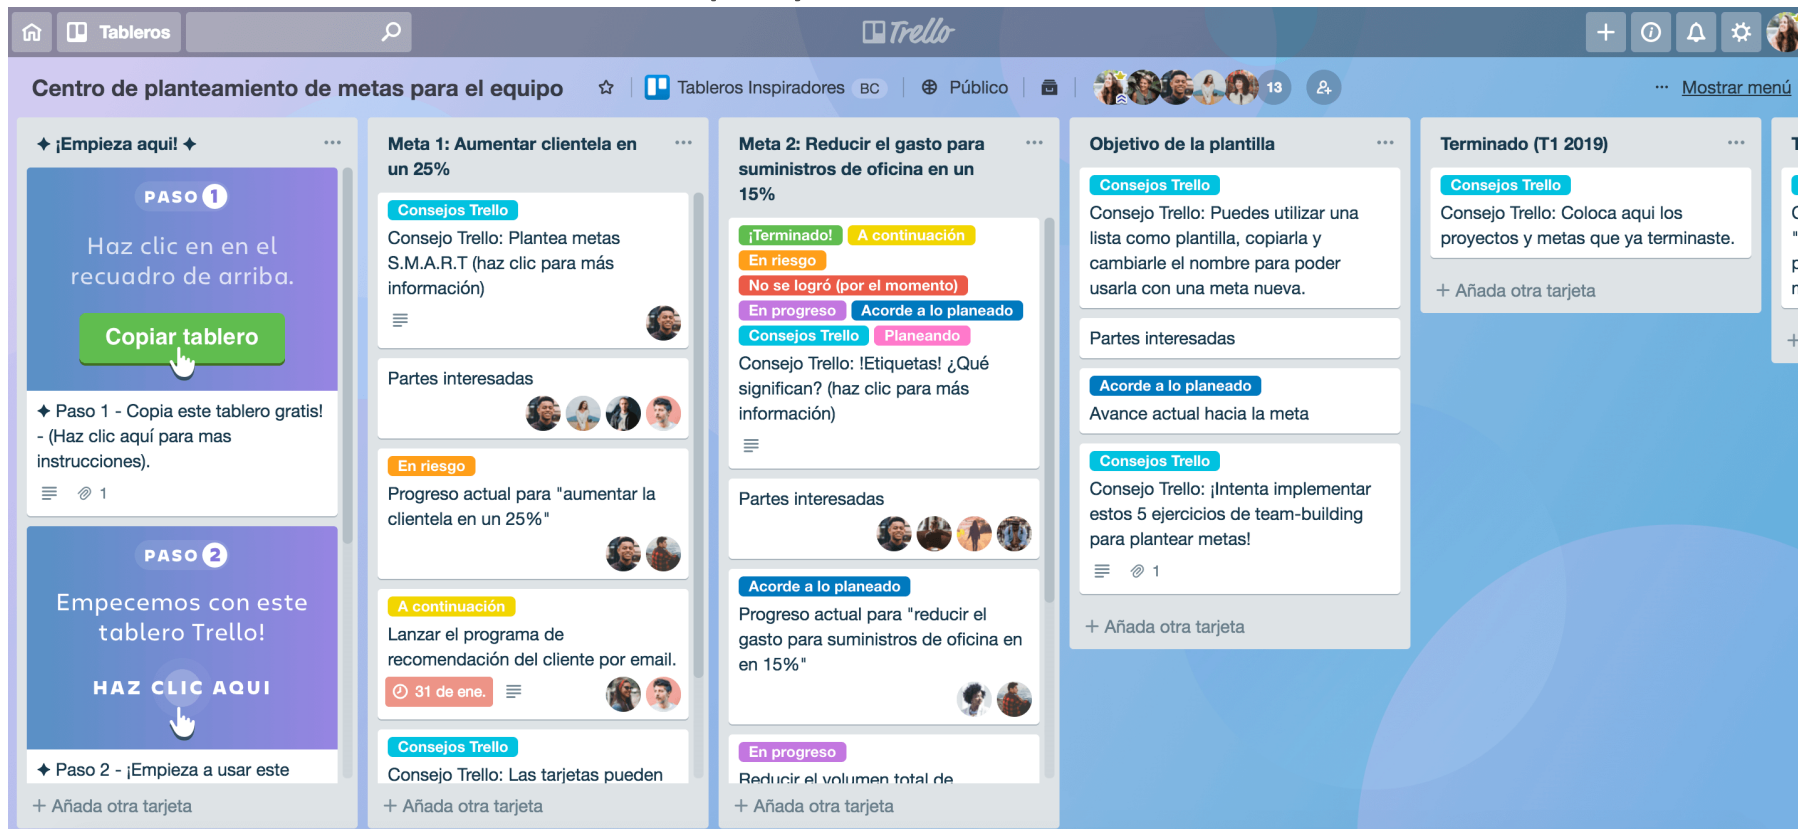 Tableros
Trello
Centro de planteamiento de metas para el equipo
Tableros Inspiradores BC
Público
13
Mostrar menú
✦ ¡Empieza aqui! ✦
PASO 1
Haz clic en en el
recuadro de arriba.
Copiar tablero
✦ Paso 1 - Copia este tablero gratis!
- (Haz clic aquí para mas
instrucciones).
1
PASO 2
Empecemos con este
tablero Trello!
HAZ CLIC AQUI
✦ Paso 2 - ¡Empieza a usar este
+ Añada otra tarjeta
Meta 1: Aumentar clientela en
un 25%
Consejos Trello
Consejo Trello: Plantea metas
S.M.A.R.T (haz clic para más
información)
Partes interesadas
En riesgo
Progreso actual para "aumentar la
clientela en un 25%"
A continuación
Lanzar el programa de
recomendación del cliente por email.
31 de ene.
Consejos Trello
Consejo Trello: Las tarjetas pueden
+ Añada otra tarjeta
Meta 2: Reducir el gasto para
suministros de oficina en un
15%
¡Terminado! A continuación
En riesgo
No se logró (por el momento)
En progreso Acorde a lo planeado
Consejos Trello Planeando
Consejo Trello: !Etiquetas! ¿Qué
significan? (haz clic para más
información)
Partes interesadas
Acorde a lo planeado
Progreso actual para "reducir el
gasto para suministros de oficina en
en 15%"
En progreso
Reducir el volumen total de
+ Añada otra tarjeta
Objetivo de la plantilla
Consejos Trello
Consejo Trello: Puedes utilizar una
lista como plantilla, copiarla y
cambiarle el nombre para poder
usarla con una meta nueva.
Partes interesadas
Acorde a lo planeado
Avance actual hacia la meta
Consejos Trello
Consejo Trello: ¡Intenta implementar
estos 5 ejercicios de team-building
para plantear metas!
1
+ Añada otra tarjeta
Terminado (T1 2019)
Consejos Trello
Consejo Trello: Coloca aqui los
proyectos y metas que ya terminaste.
+ Añada otra tarjeta